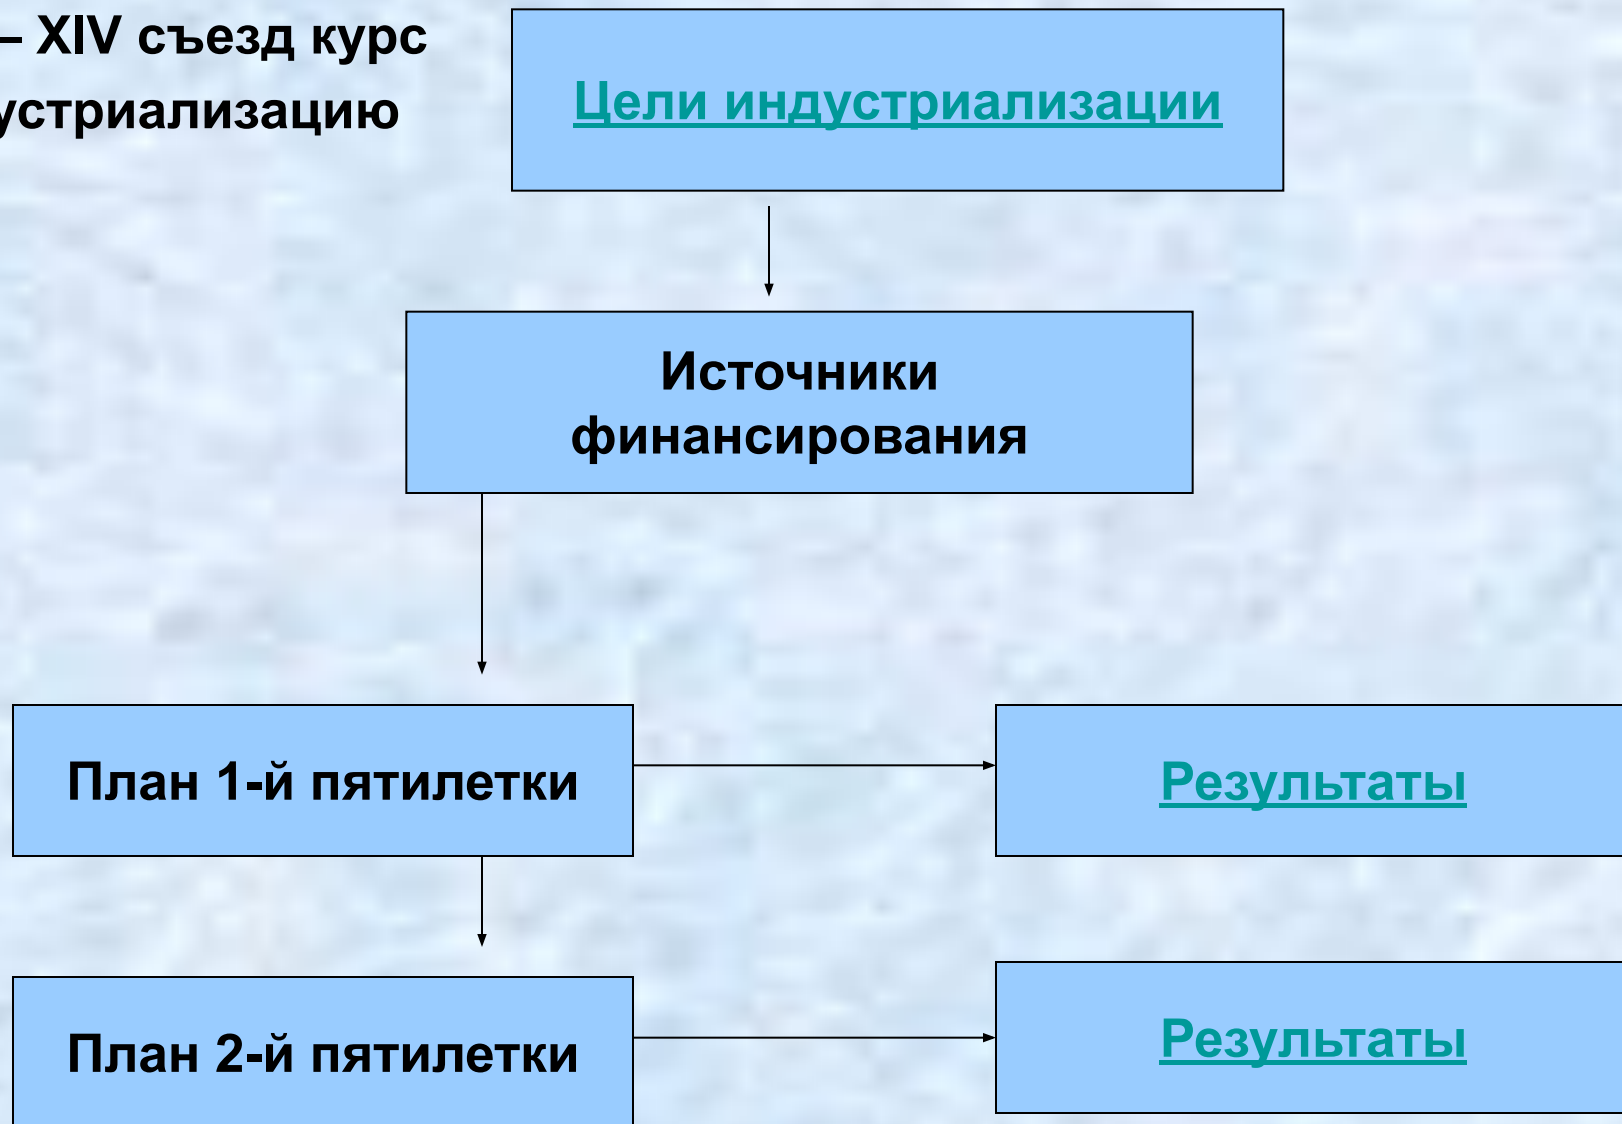 – XIV съезд курс
устриализацию
Цели индустриализации
Источники
финансирования
План 1-й пятилетки
Результаты
План 2-й пятилетки
Результаты